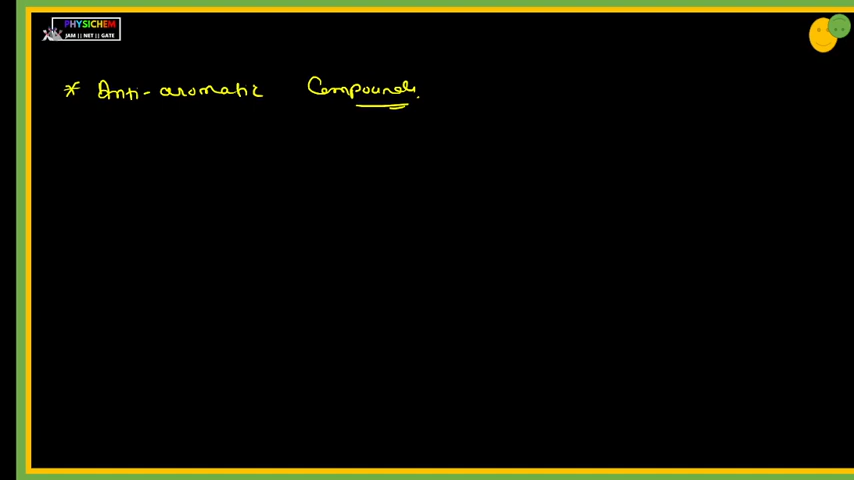 PHYSICHEM
JAM || NET || GATE
* Anti-aromatic Compounds.